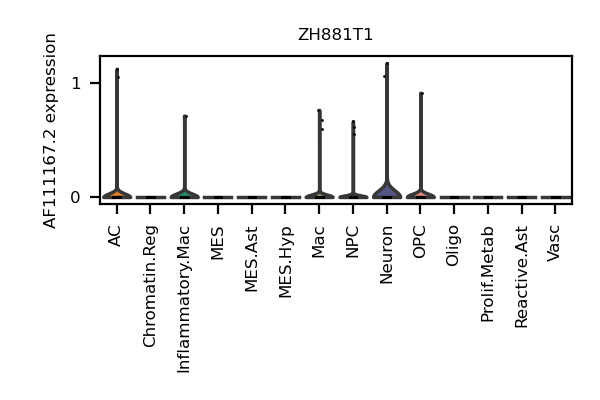 ZH881T1
AF111167.2 expression
1
0
AC
Chromatin.Reg
Inflammatory.Mac
MES
MES.Ast
MES.Hyp
Mac
NPC
Neuron
OPC
Oligo
Prolif.Metab
Reactive.Ast
Vasc